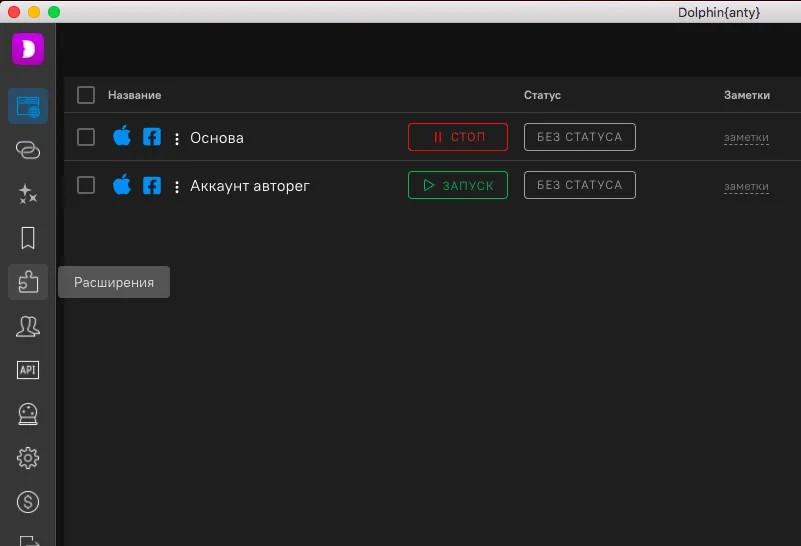 Dolphin{anty}
Название Статус Заметки
Основа СТОП БЕЗ СТАТУСА заметки
Аккаунт авторег ЗАПУСК БЕЗ СТАТУСА заметки
Расширения
API